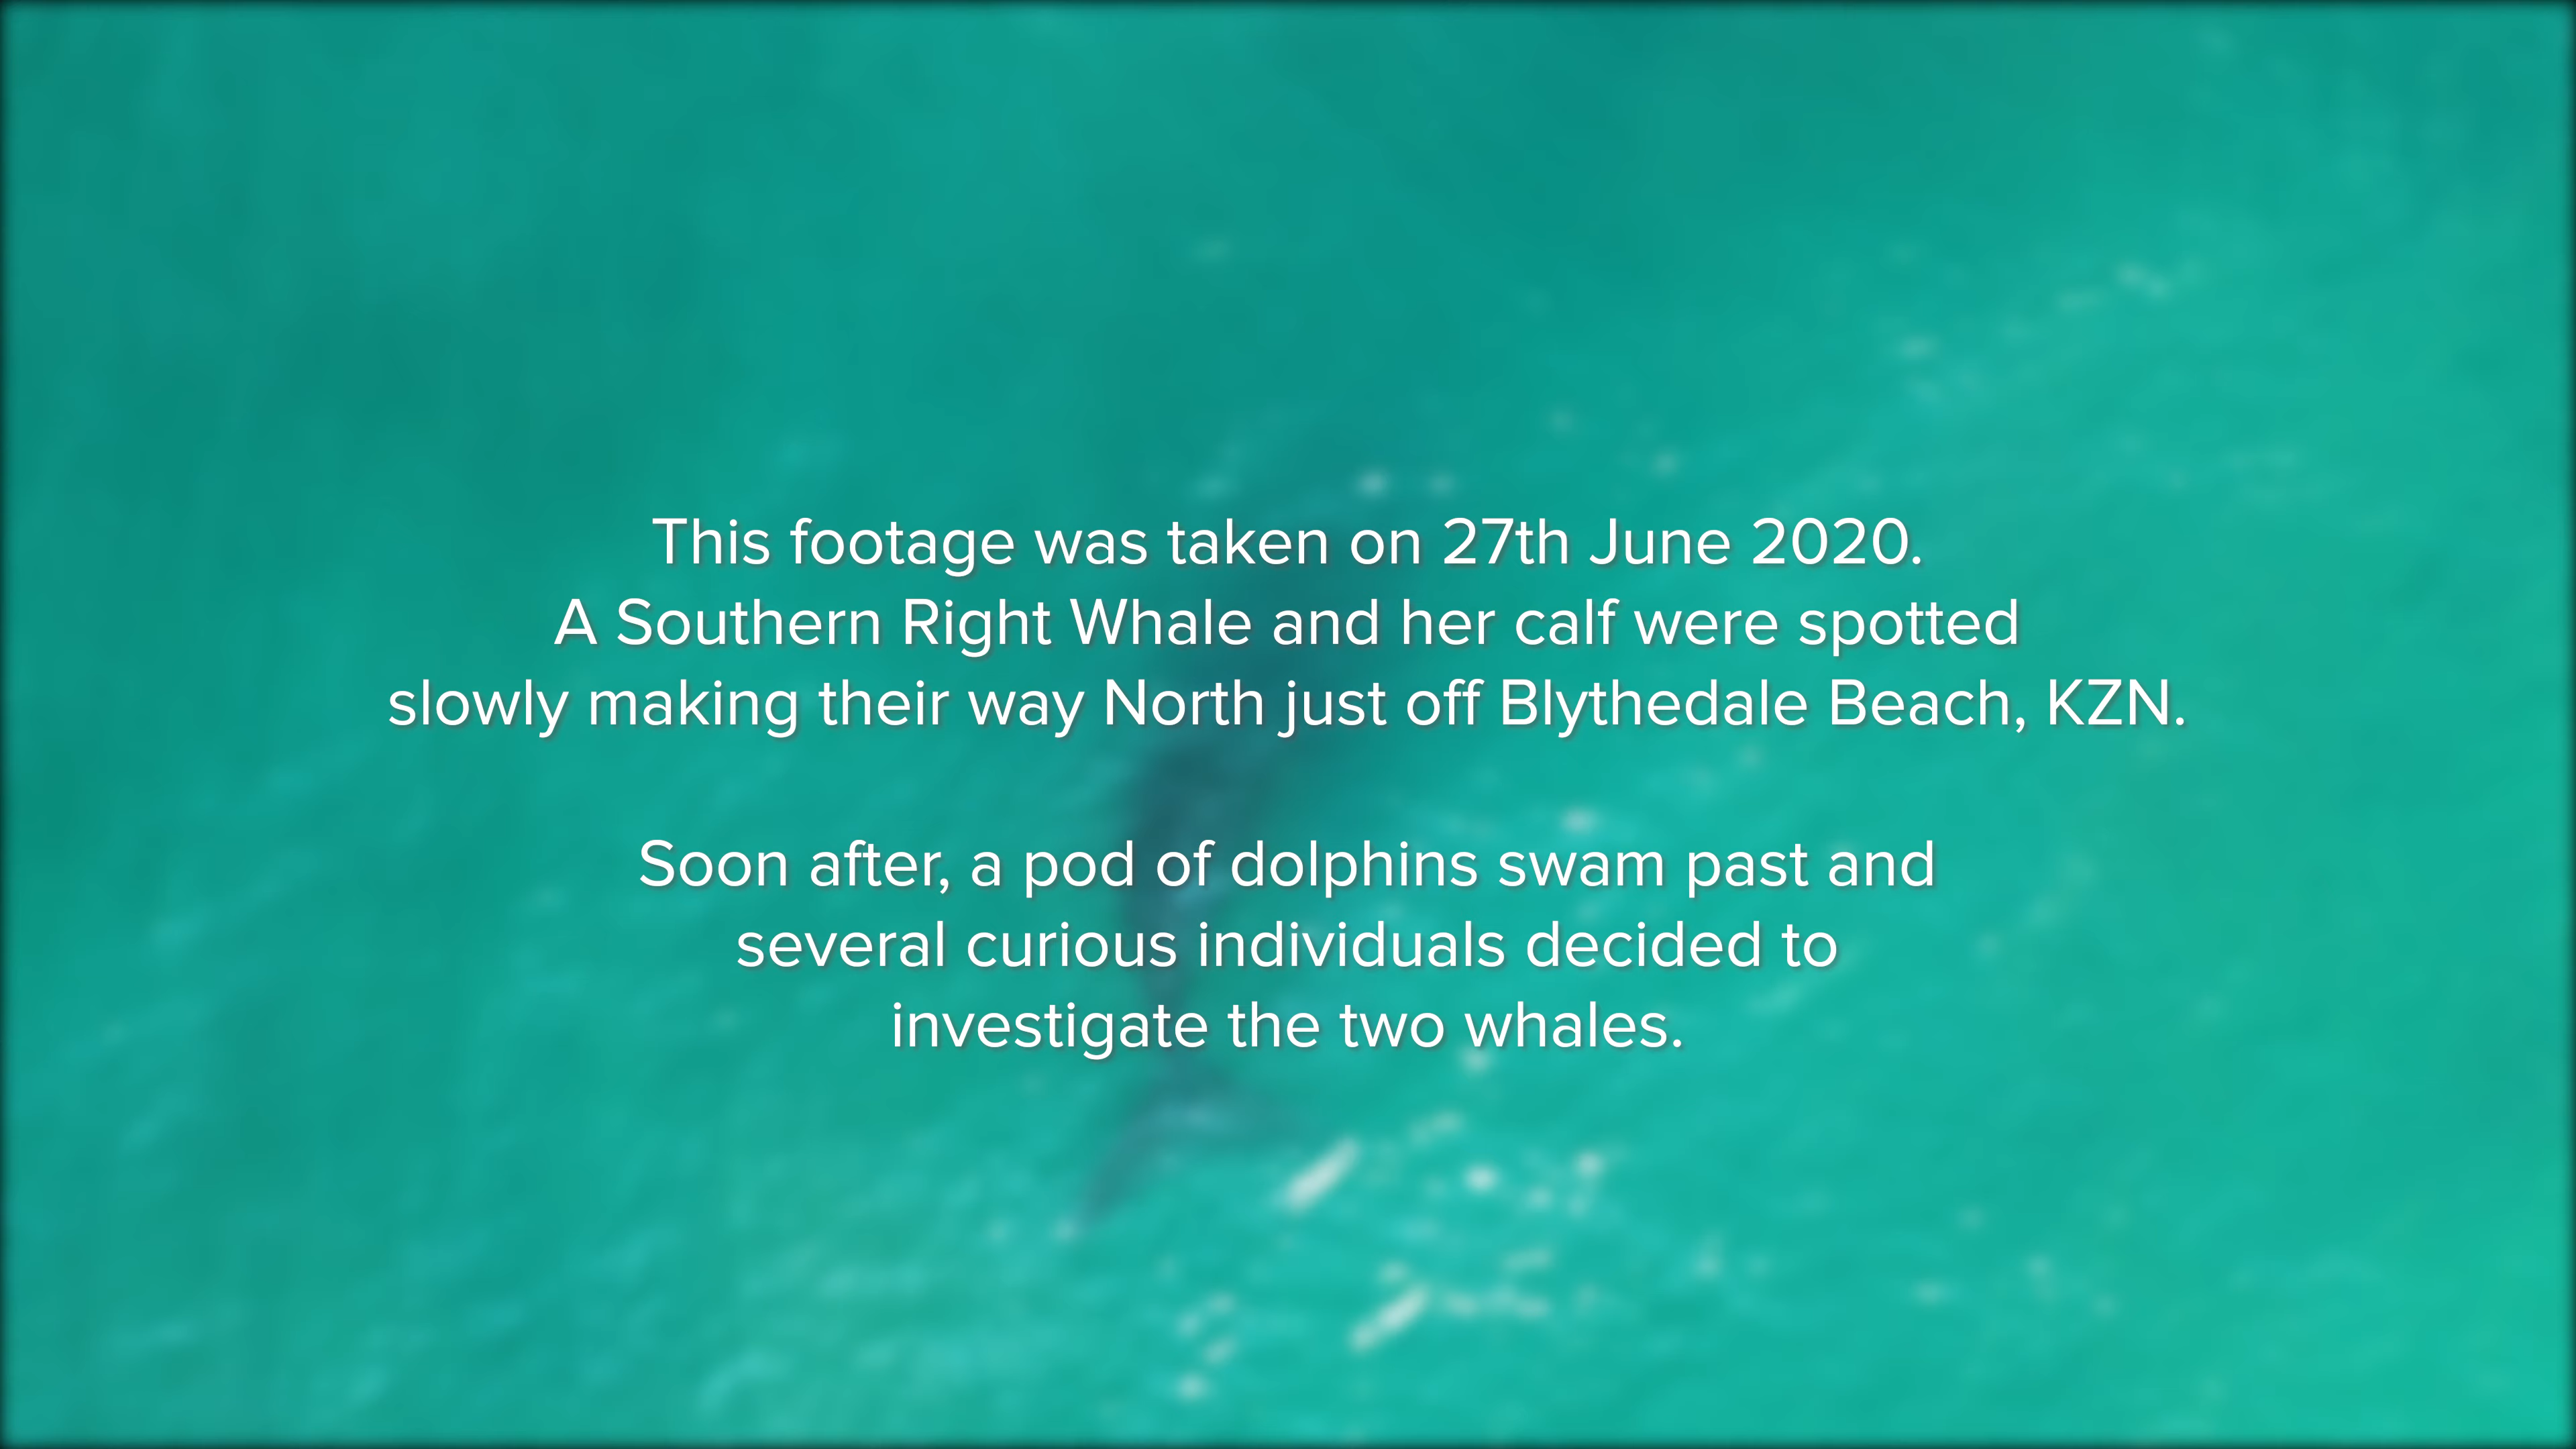 This footage was taken on 27th June 2020.
A Southern Right Whale and her calf were spotted
slowly making their way North just off Blythedale Beach, KZN.
Soon after, a pod of dolphins swam past and
several curious individuals decided to
investigate the two whales.